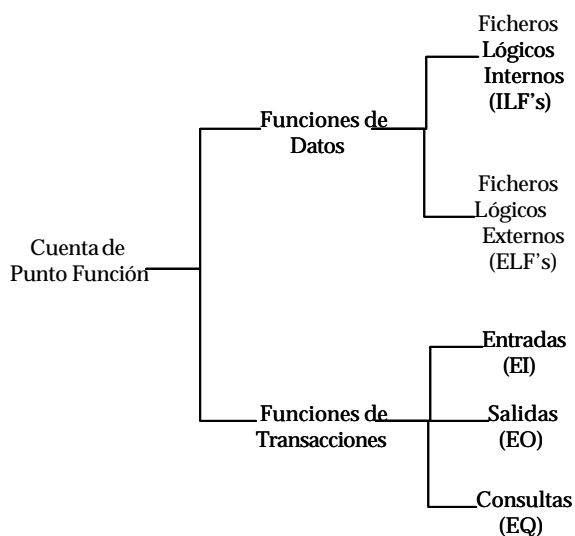 Ficheros
Lógicos
Internos
(ILF's)
Funciones de
Datos
Ficheros
Lógicos
Externos
(ELF's)
Cuenta de
Punto Función
Entradas
(EI)
Funciones de
Transacciones
Salidas
(EO)
Consultas
(EQ)